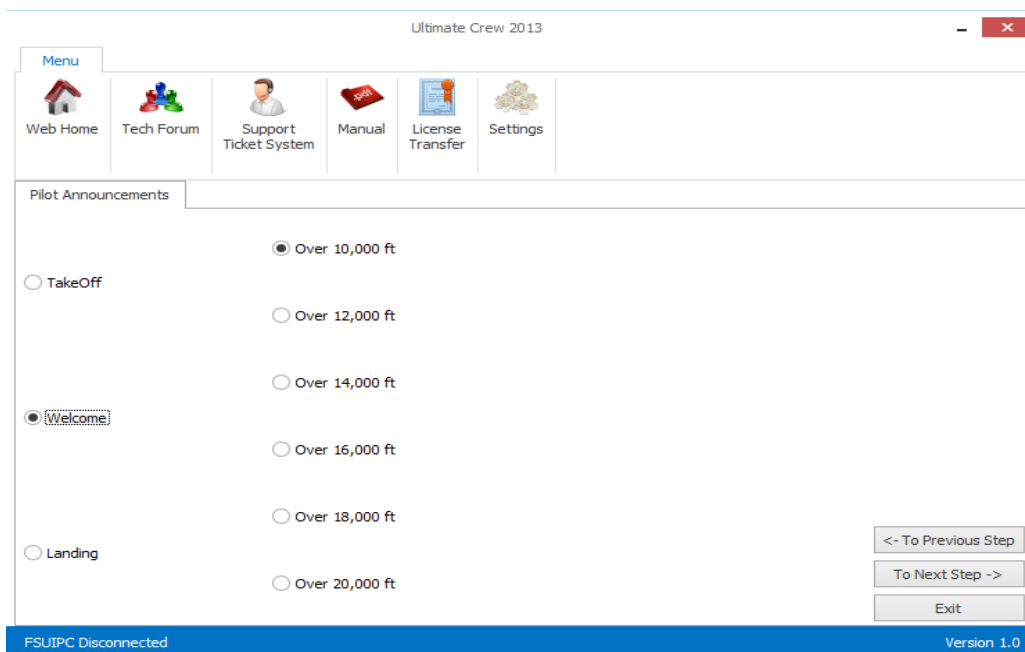 Ultimate Crew 2013
Menu
Web Home
Tech Forum
Support
Ticket System
.pdf
Manual
License
Transfer
Settings
Pilot Announcements
Over 10,000 ft
TakeOff
Over 12,000 ft
Over 14,000 ft
Welcome
Over 16,000 ft
Over 18,000 ft
<- To Previous Step
Landing
To Next Step ->
Over 20,000 ft
Exit
FSUIPC Disconnected
Version 1.0